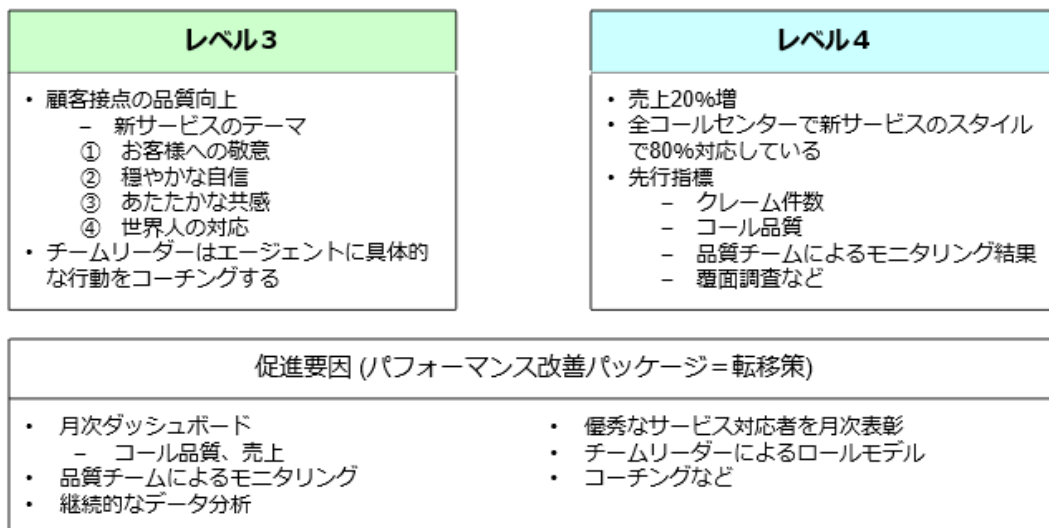 レベル3
• 顧客接点の品質向上
– 新サービスのテーマ
① お客様への敬意
② 穏やかな自信
③ あたたかな共感
④ 世界人の対応
• チームリーダーはエージェントに具体的
な行動をコーチングする
レベル4
• 売上20%増
• 全コールセンターで新サービスのスタイル
で80%対応している
• 先行指標
– クレーム件数
– コール品質
– 品質チームによるモニタリング結果
– 覆面調査など
促進要因 (パフォーマンス改善パッケージ=転移策)
• 月次ダッシュボード
– コール品質、売上
• 品質チームによるモニタリング
• 継続的なデータ分析
• 優秀なサービス対応者を月次表彰
• チームリーダーによるロールモデル
• コーチングなど